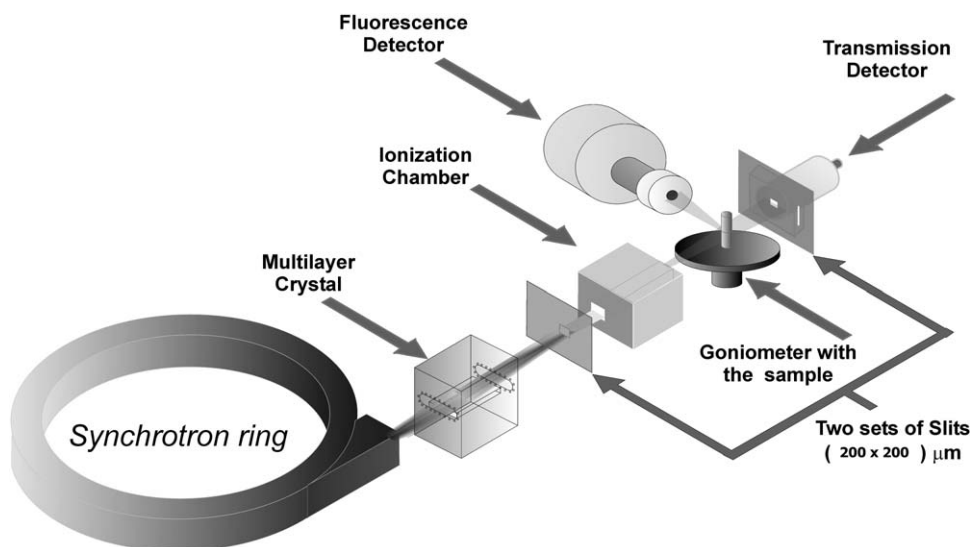 Fluorescence
Detector
Transmission
Detector
Ionization
Chamber
Multilayer
Crystal
Goniometer with
the sample
Synchrotron ring
Two sets of Slits
( 200 x 200 ) μm